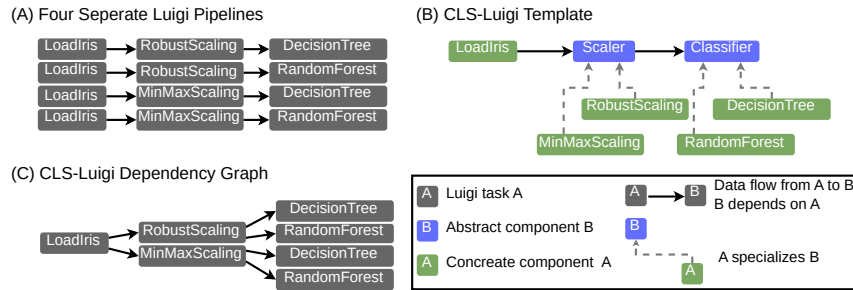 (A) Four Seperate Luigi Pipelines
LoadIris RobustScaling DecisionTree
LoadIris RobustScaling RandomForest
LoadIris MinMaxScaling DecisionTree
LoadIris MinMaxScaling RandomForest
(B) CLS-Luigi Template
LoadIris Scaler Classifier
RobustScaling DecisionTree
MinMaxScaling RandomForest
(C) CLS-Luigi Dependency Graph
DecisionTree
RobustScaling RandomForest
LoadIris
MinMaxScaling DecisionTree
RandomForest
A Luigi task A
B Abstract component B
A Concreate component A
A B Data flow from A to B
B depends on A
B
A specializes B
A